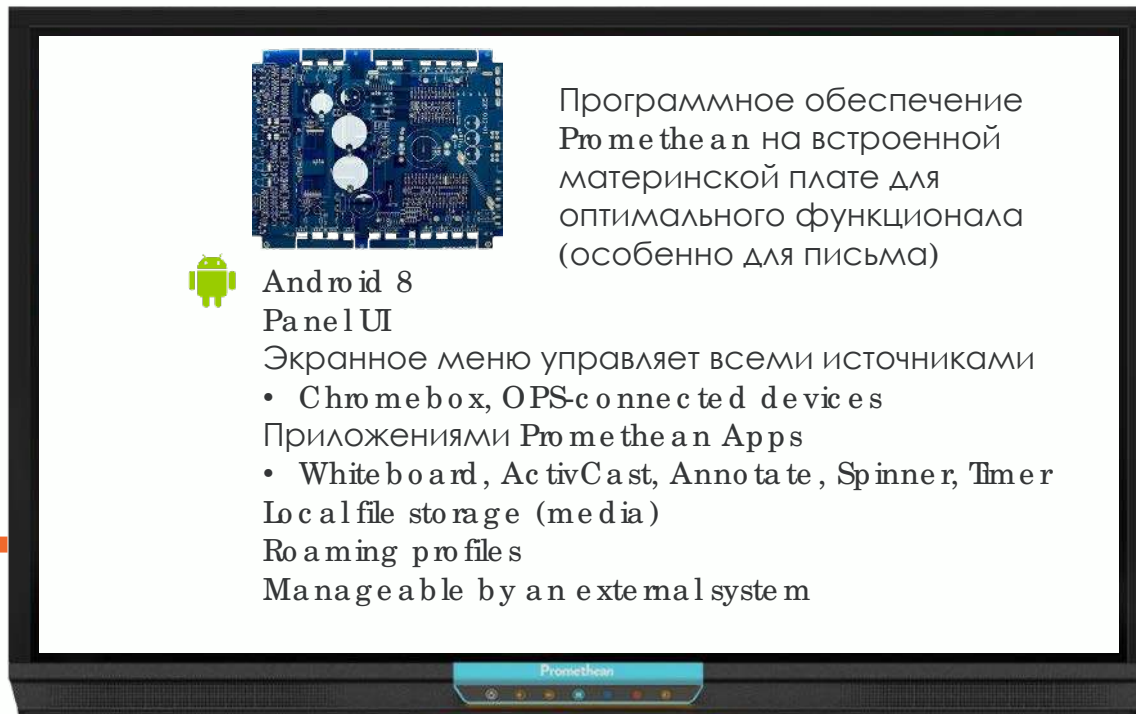 Программное обеспечение
Promethean на встроенной
материнской плате для
оптимального функционала
(особенно для письма)
Android 8
Panel UI
Экранное меню управляет всеми источниками
• Chromebox, OPS-connected devices
Приложениями Promethean Apps
• Whiteboard, ActivCast, Annotate, Spinner, Timer
Local file storage (media)
Roaming profiles
Manageable by an external system
Promethean